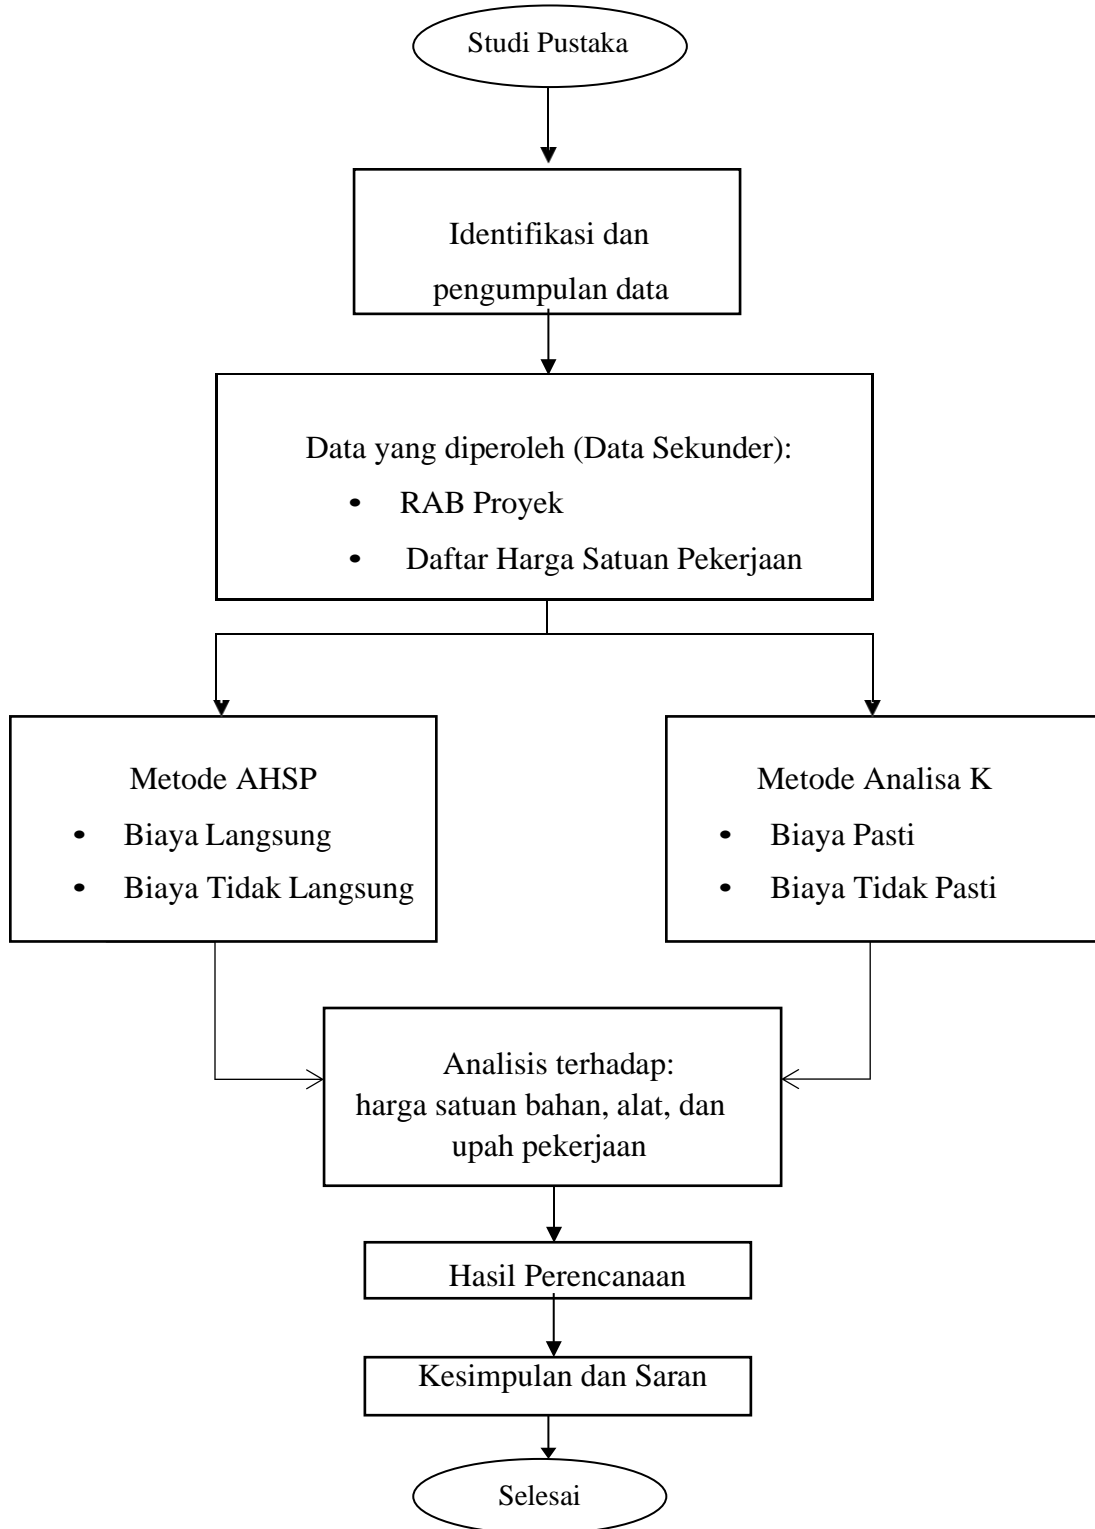 Studi Pustaka
Identifikasi dan
pengumpulan data
Data yang diperoleh (Data Sekunder):
• RAB Proyek
• Daftar Harga Satuan Pekerjaan
Metode AHSP
• Biaya Langsung
• Biaya Tidak Langsung
Metode Analisa K
• Biaya Pasti
• Biaya Tidak Pasti
Analisis terhadap:
harga satuan bahan, alat, dan
upah pekerjaan
Hasil Perencanaan
Kesimpulan dan Saran
Selesai